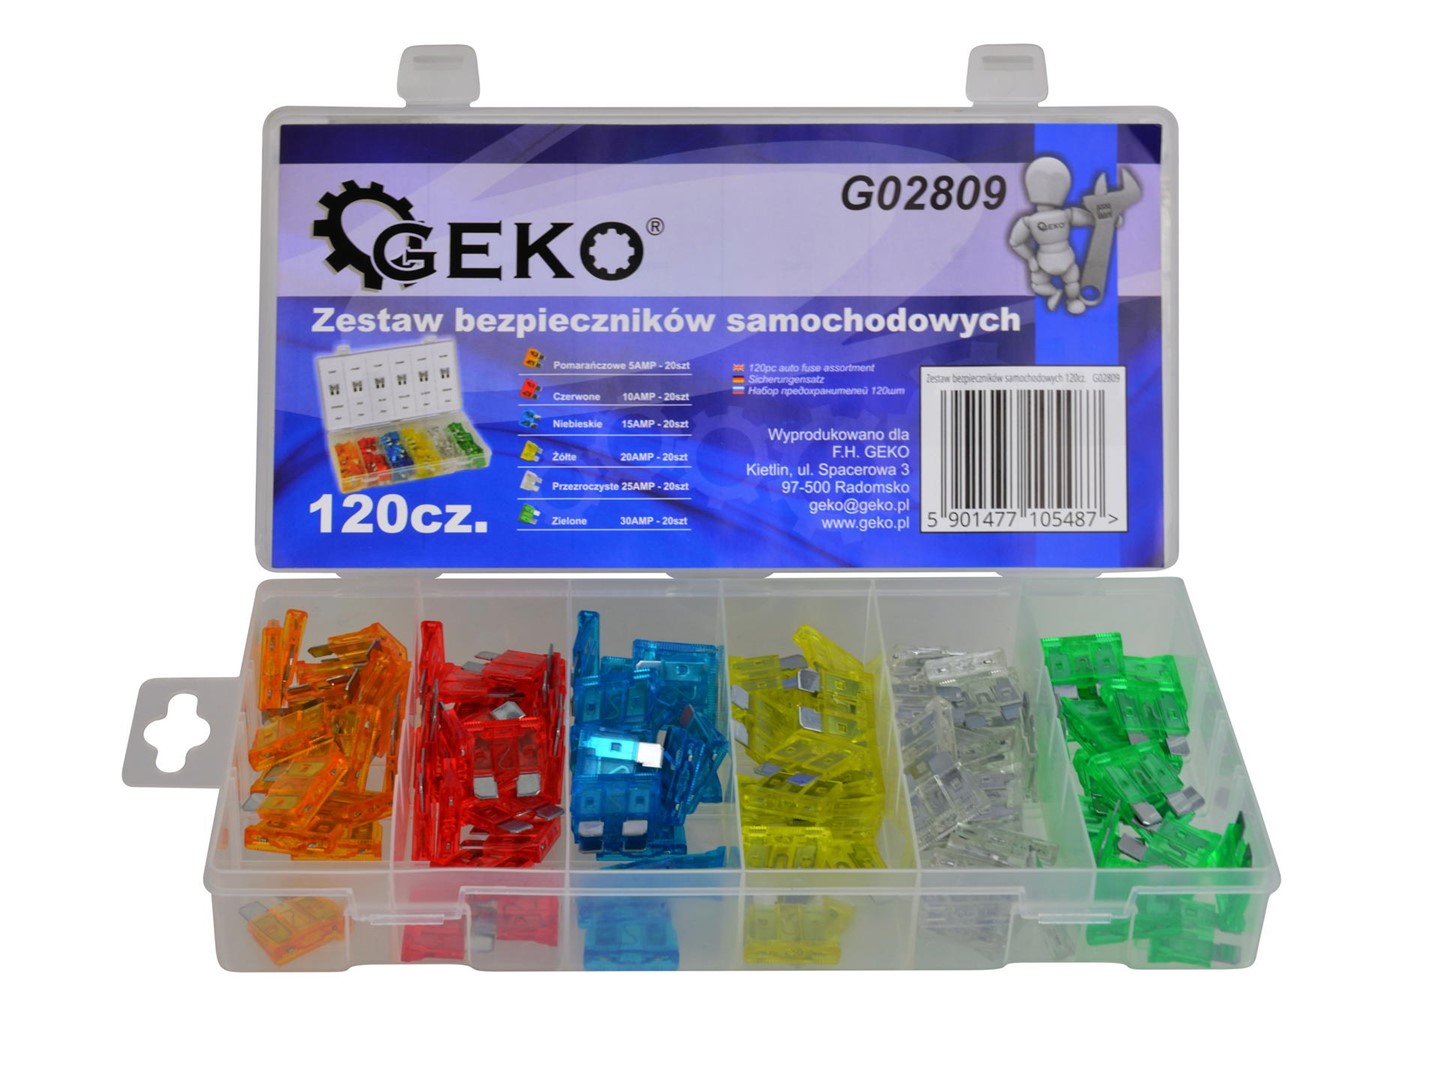 G02809
GEKO®
GEKO
Zestaw bezpieczników samochodowych
Pomarańczowe 5AMP - 20szt
Czerwone 10AMP - 20szt
Niebieskie 15AMP - 20szt
Żółte 20AMP - 20szt
Przezroczyste 25AMP - 20szt
Zielone 30AMP - 20szt
120cz.
120pc auto fuse assortment
Sicherungensatz
Набор предохранителей 120шт
Wyprodukowano dla
F.H. GEKO
Kietlin, ul. Spacerowa 3
97-500 Radomsko
geko@geko.pl
www.geko.pl
Zestaw bezpieczników samochodowych 120cz. G02809
5 901477 105487 >